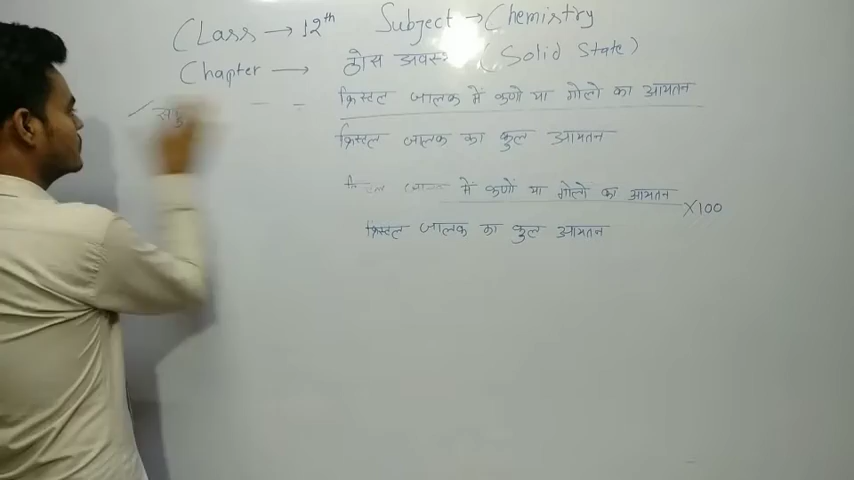 Class → 12th Subject → Chemistry
Chapter → ठोस (Solid State)
= क्रिस्टल जालक में कणों या गोलो का आयतन
क्रिस्टल जालक का कुल आयतन
में कणों या गोलो का आयतन X100
क्रिस्टल जालक का कुल आयतन